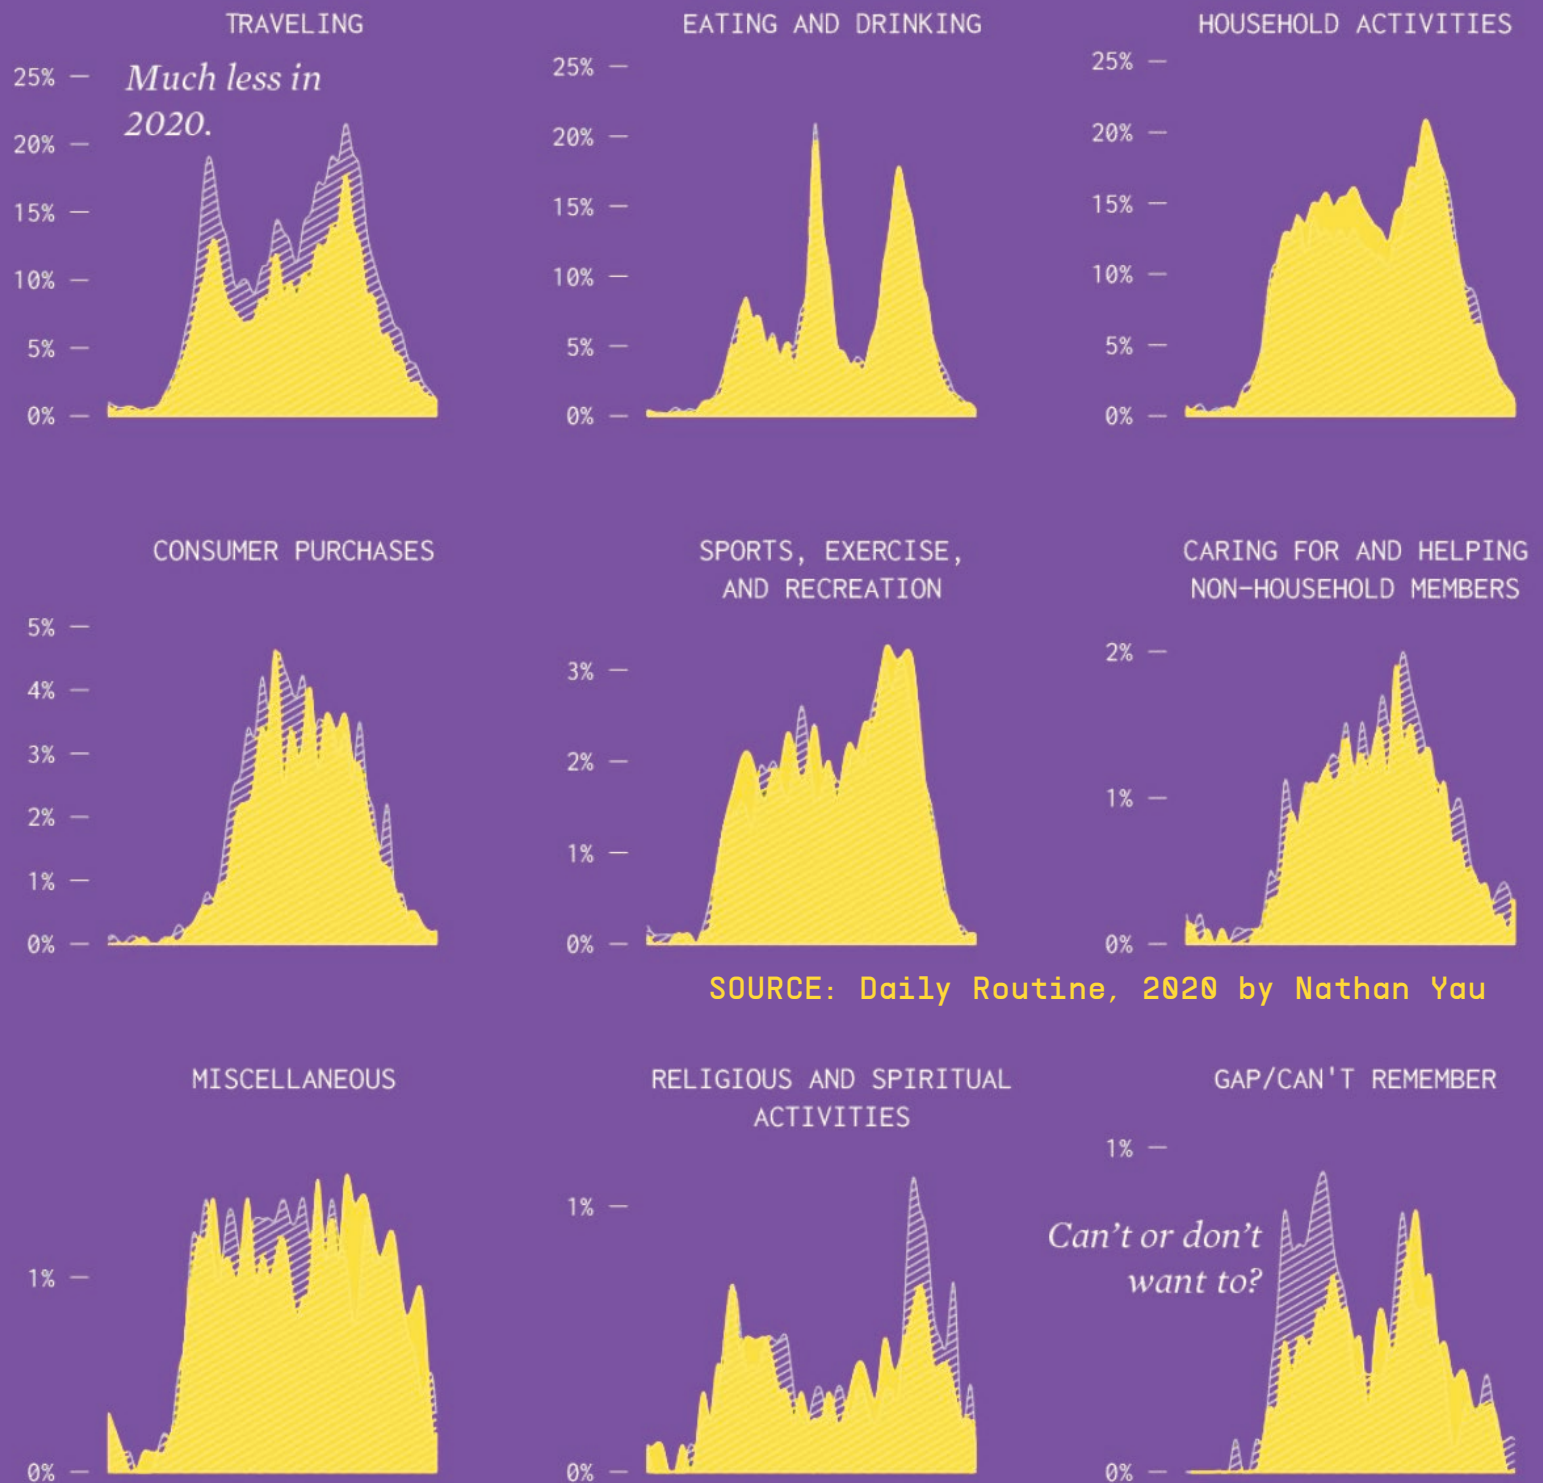 TRAVELING
25%
20%
15%
10%
5%
0%
Much less in
2020.
EATING AND DRINKING
25%
20%
15%
10%
5%
0%
HOUSEHOLD ACTIVITIES
25%
20%
15%
10%
5%
0%
CONSUMER PURCHASES
5%
4%
3%
2%
1%
0%
SPORTS, EXERCISE,
AND RECREATION
3%
2%
1%
0%
CARING FOR AND HELPING
NON-HOUSEHOLD MEMBERS
2%
1%
0%
SOURCE: Daily Routine, 2020 by Nathan Yau
MISCELLANEOUS
1%
0%
RELIGIOUS AND SPIRITUAL
ACTIVITIES
1%
0%
GAP/CAN'T REMEMBER
1%
0%
Can’t or don’t
want to?